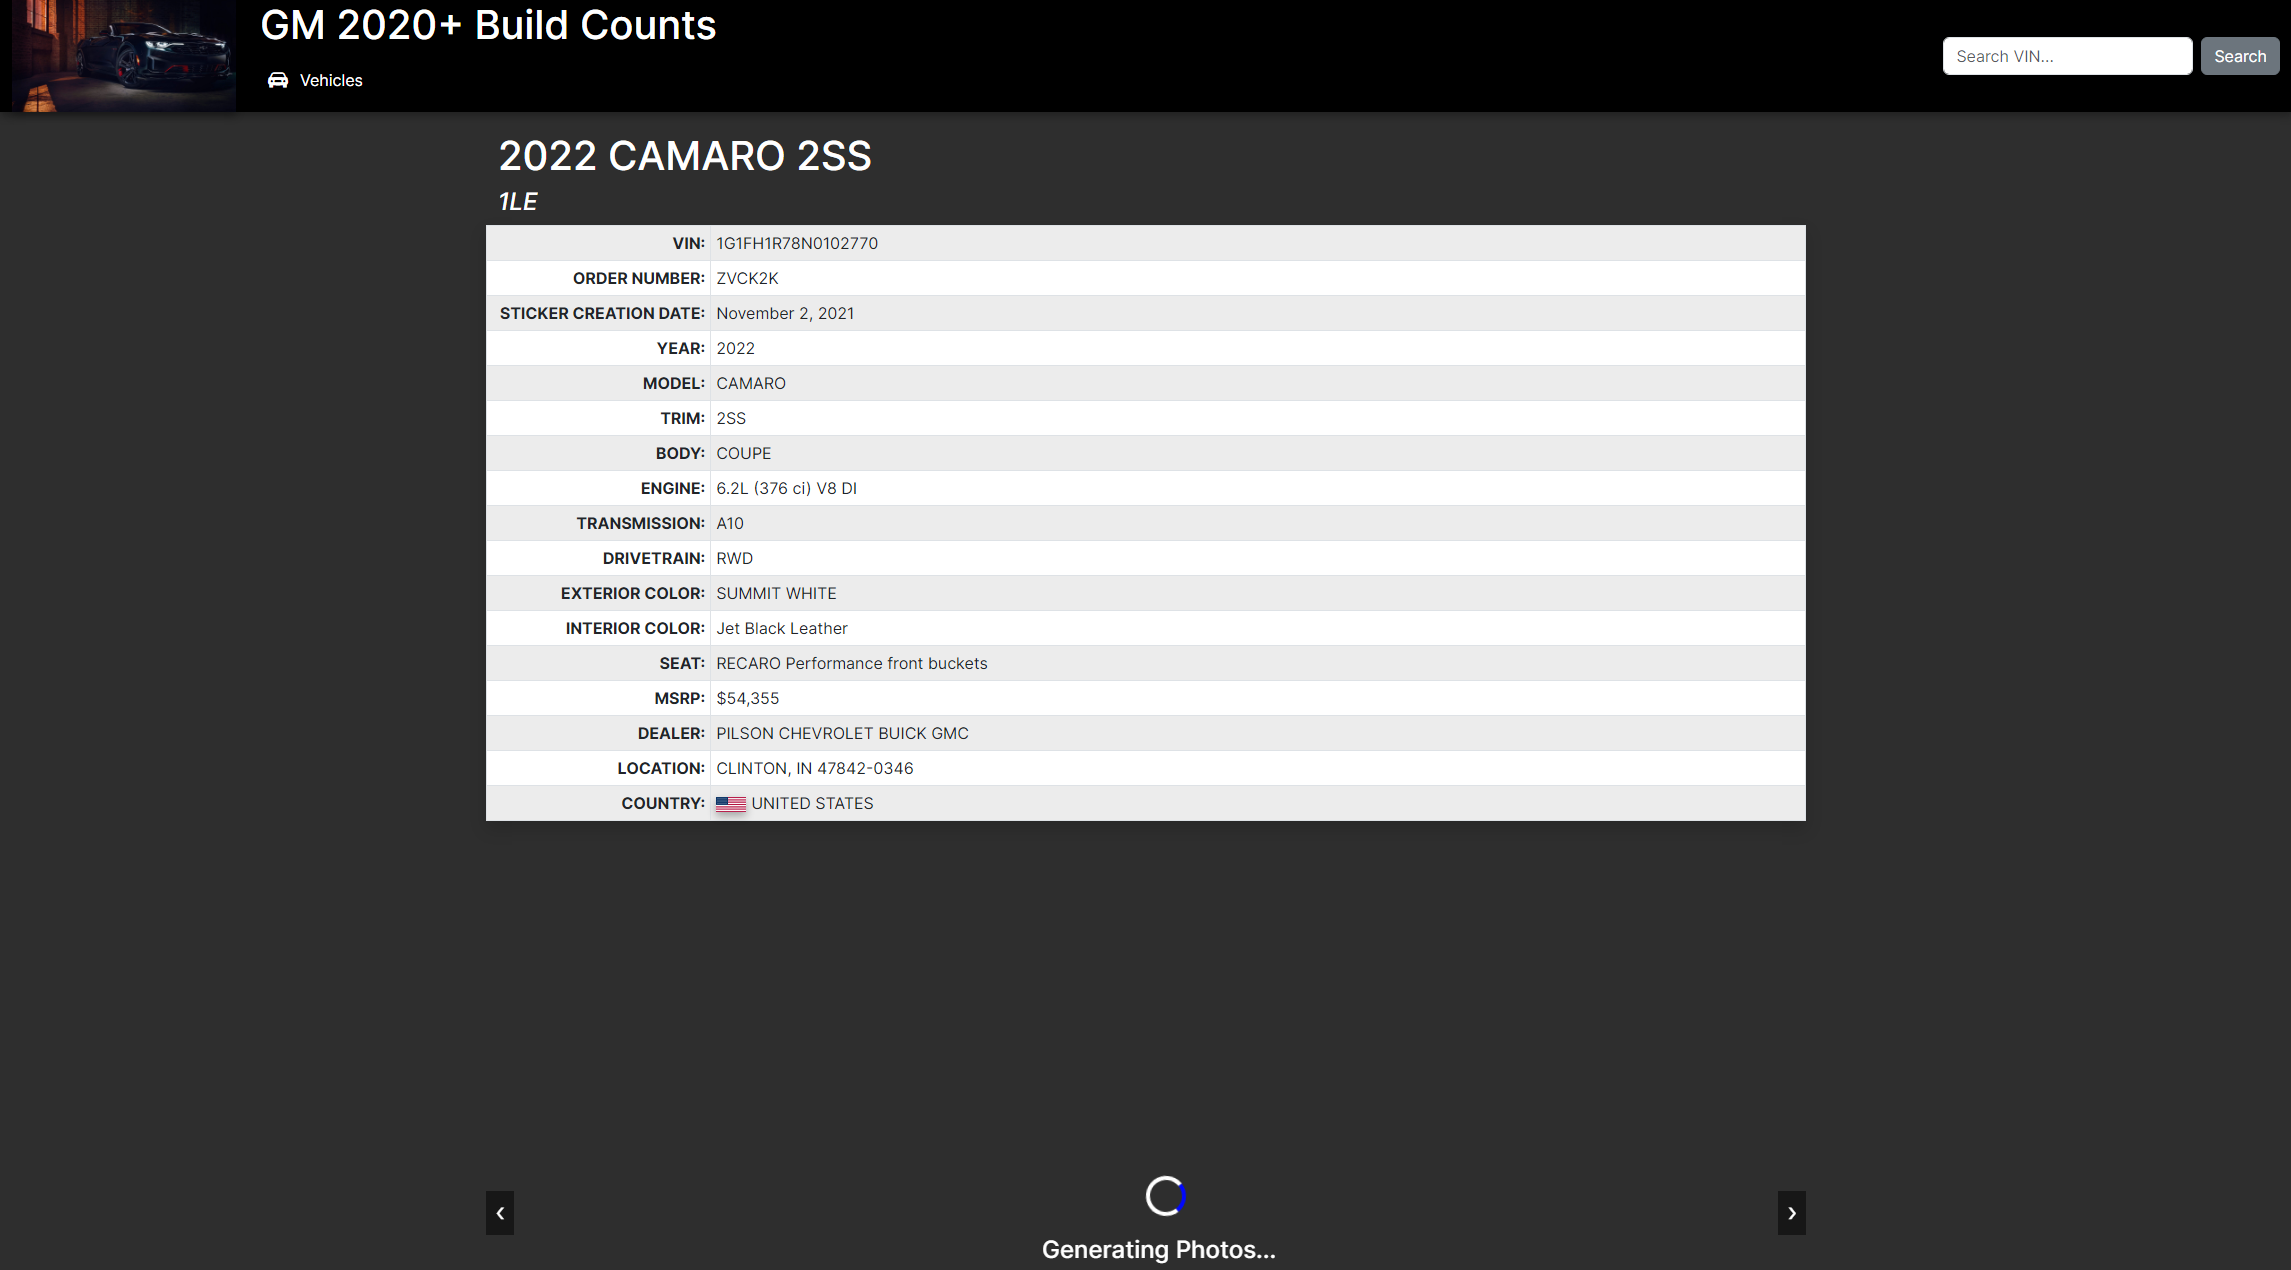 GM 2020+ Build Counts
Vehicles
Search VIN...
Search
2022 CAMARO 2SS
1LE
VIN: 1G1FH1R78N0102770
ORDER NUMBER: ZVCK2K
STICKER CREATION DATE: November 2, 2021
YEAR: 2022
MODEL: CAMARO
TRIM: 2SS
BODY: COUPE
ENGINE: 6.2L (376 ci) V8 DI
TRANSMISSION: A10
DRIVETRAIN: RWD
EXTERIOR COLOR: SUMMIT WHITE
INTERIOR COLOR: Jet Black Leather
SEAT: RECARO Performance front buckets
MSRP: $54,355
DEALER: PILSON CHEVROLET BUICK GMC
LOCATION: CLINTON, IN 47842-0346
COUNTRY: UNITED STATES
Generating Photos...